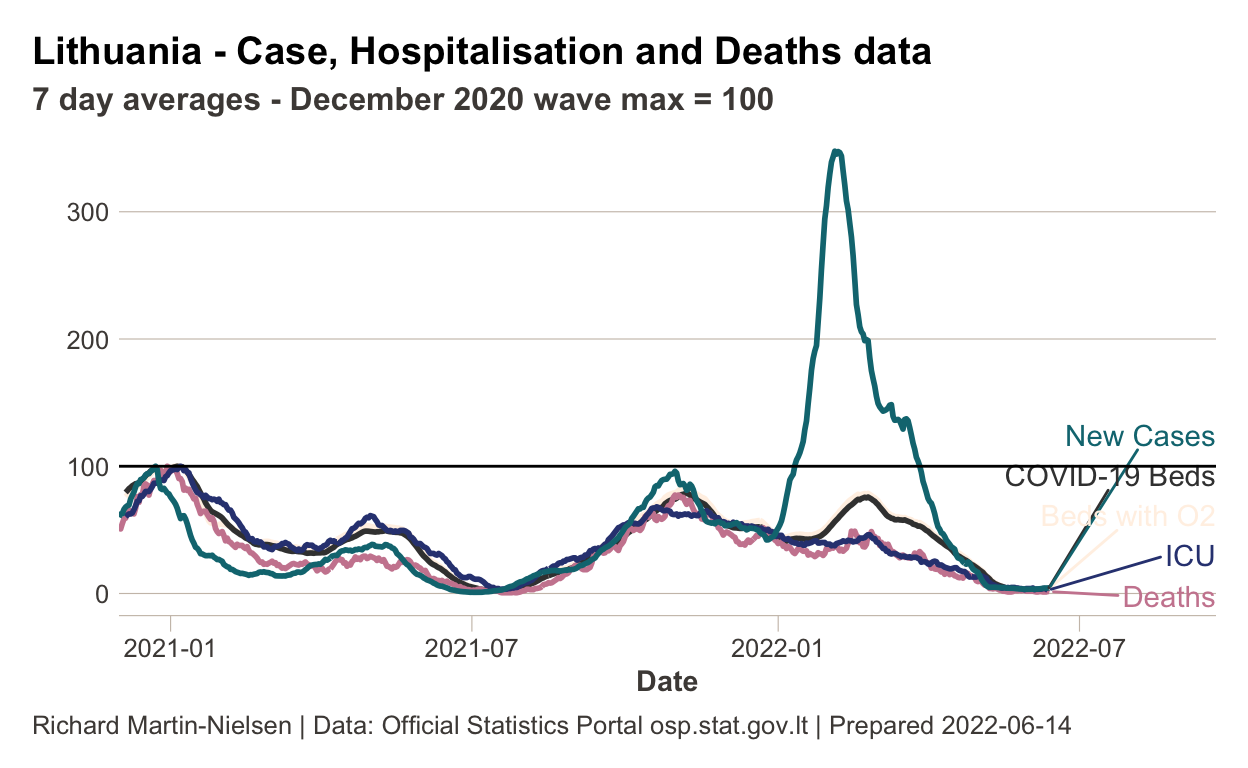 Lithuania - Case, Hospitalisation and Deaths data
7 day averages - December 2020 wave max = 100
300
200
100
0
New Cases
COVID-19 Beds
Beds with O2
ICU
Deaths
2021-01 2021-07 2022-01 2022-07
Date
Richard Martin-Nielsen | Data: Official Statistics Portal osp.stat.gov.lt | Prepared 2022-06-14